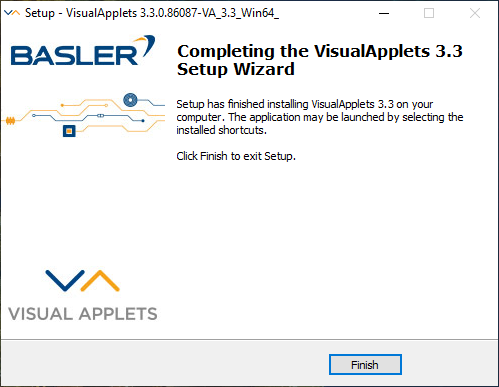 Setup - VisualApplets 3.3.0.86087-VA_3.3_Win64_
BASLER
Completing the VisualApplets 3.3
Setup Wizard
Setup has finished installing VisualApplets 3.3 on your
computer. The application may be launched by selecting the
installed shortcuts.
Click Finish to exit Setup.
VISUAL APPLETS
Finish